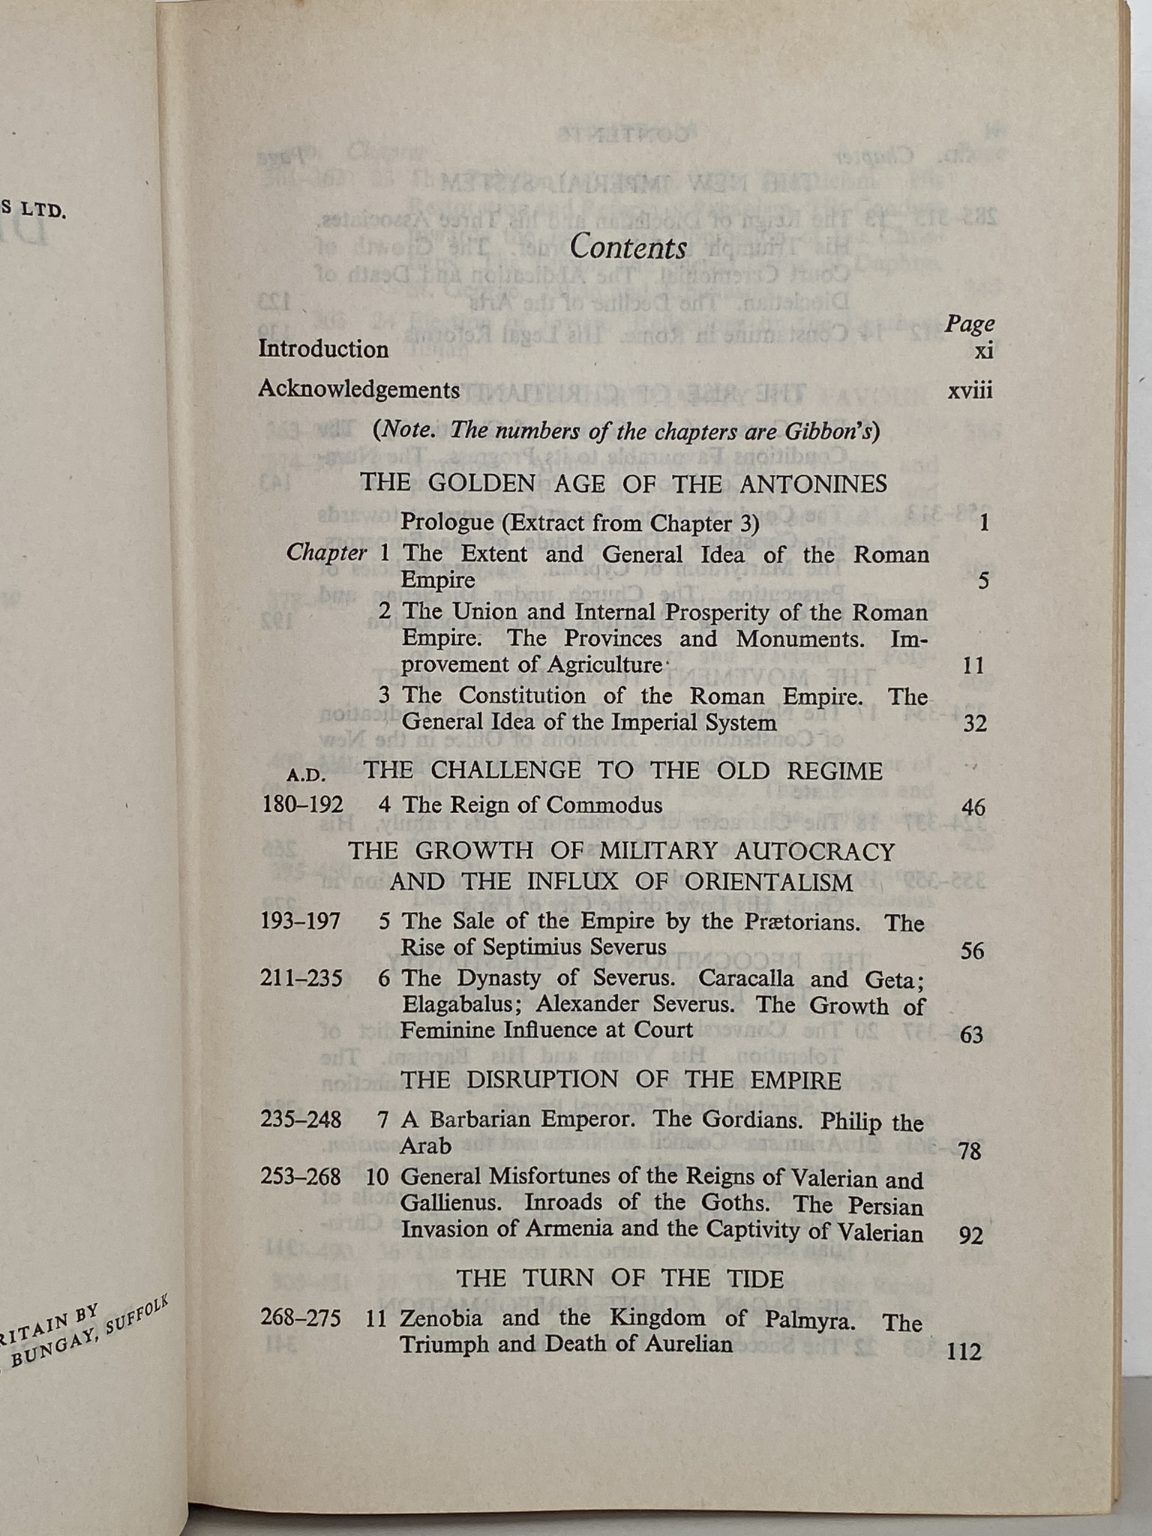 S LTD.
RITAIN BY
BUNGAY, SUFFOLK
Contents
Page
Introduction xi
Acknowledgements xviii
(Note. The numbers of the chapters are Gibbon's)
THE GOLDEN AGE OF THE ANTONINES
Prologue (Extract from Chapter 3) 1
Chapter 1 The Extent and General Idea of the Roman
Empire 5
2 The Union and Internal Prosperity of the Roman
Empire. The Provinces and Monuments. Im-
provement of Agriculture 11
3 The Constitution of the Roman Empire. The
General Idea of the Imperial System 32
A.D. THE CHALLENGE TO THE OLD REGIME
180–192 4 The Reign of Commodus 46
THE GROWTH OF MILITARY AUTOCRACY
AND THE INFLUX OF ORIENTALISM
193–197 5 The Sale of the Empire by the Prætorians. The
Rise of Septimius Severus 56
211–235 6 The Dynasty of Severus. Caracalla and Geta;
Elagabalus; Alexander Severus. The Growth of
Feminine Influence at Court 63
THE DISRUPTION OF THE EMPIRE
235–248 7 A Barbarian Emperor. The Gordians. Philip the
Arab 78
253–268 10 General Misfortunes of the Reigns of Valerian and
Gallienus. Inroads of the Goths. The Persian
Invasion of Armenia and the Captivity of Valerian 92
THE TURN OF THE TIDE
268–275 11 Zenobia and the Kingdom of Palmyra. The
Triumph and Death of Aurelian 112